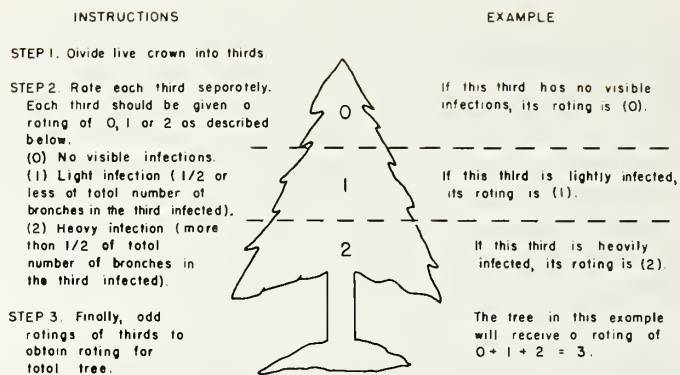 INSTRUCTIONS
STEP 1. Divide live crown into thirds.
STEP 2. Rate each third separately.
Each third should be given a
rating of 0, 1 or 2 as described
below.
(0) No visible infections.
(1) Light infection (1/2 or
less of total number of
branches in the third infected).
(2) Heavy infection (more
than 1/2 of total
number of branches in
the third infected).
STEP 3. Finally, add
ratings of thirds to
obtain rating for
total tree.
0
1
2
EXAMPLE
If this third has no visible
infections, its rating is (0).
If this third is lightly infected,
its rating is (1).
If this third is heavily
infected, its rating is (2).
The tree in this example
will receive a rating of
0 + 1 + 2 = 3.